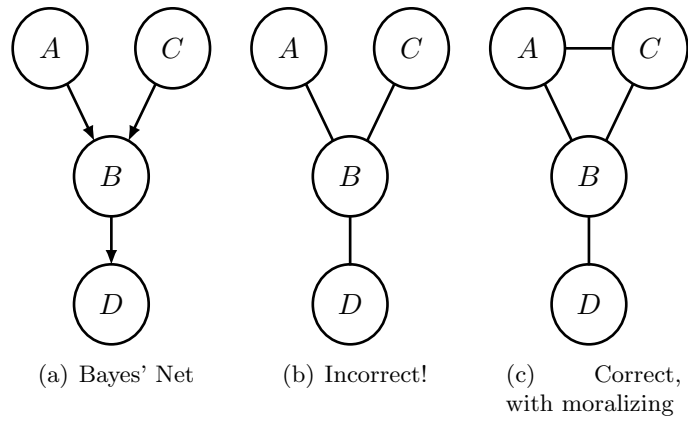 A C A C A C
B B B
D D D
(a) Bayes' Net (b) Incorrect! (c) Correct,
with moralizing